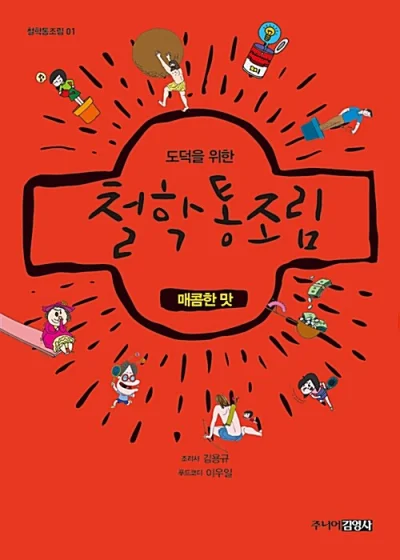 철학통조림 01
도덕을 위한
철학통조림
매콤한 맛
조리사 김용규
푸드코디 이우일
주니어김영사